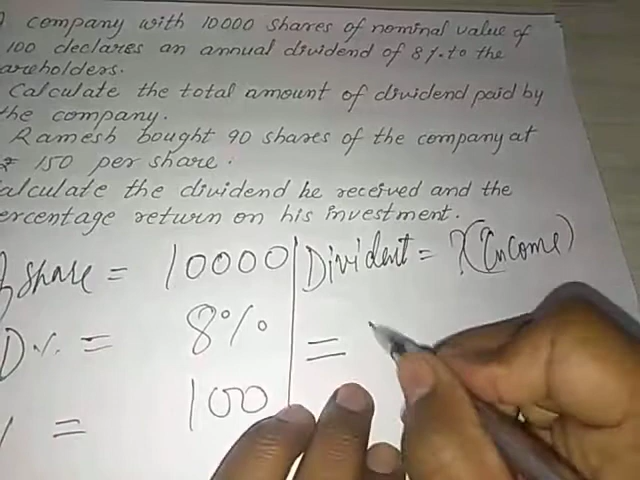 company with 10000 shares of nominal value of
100 declares an annual dividend of 8% to the
areholders.
Calculate the total amount of dividend paid by
the company.
Ramesh bought 90 shares of the company at
₹ 150 per share.
alculate the dividend he received and the
ercentage return on his investment.
share = 10000
D% = 8%
= 100
Divident = ? (Income)
=